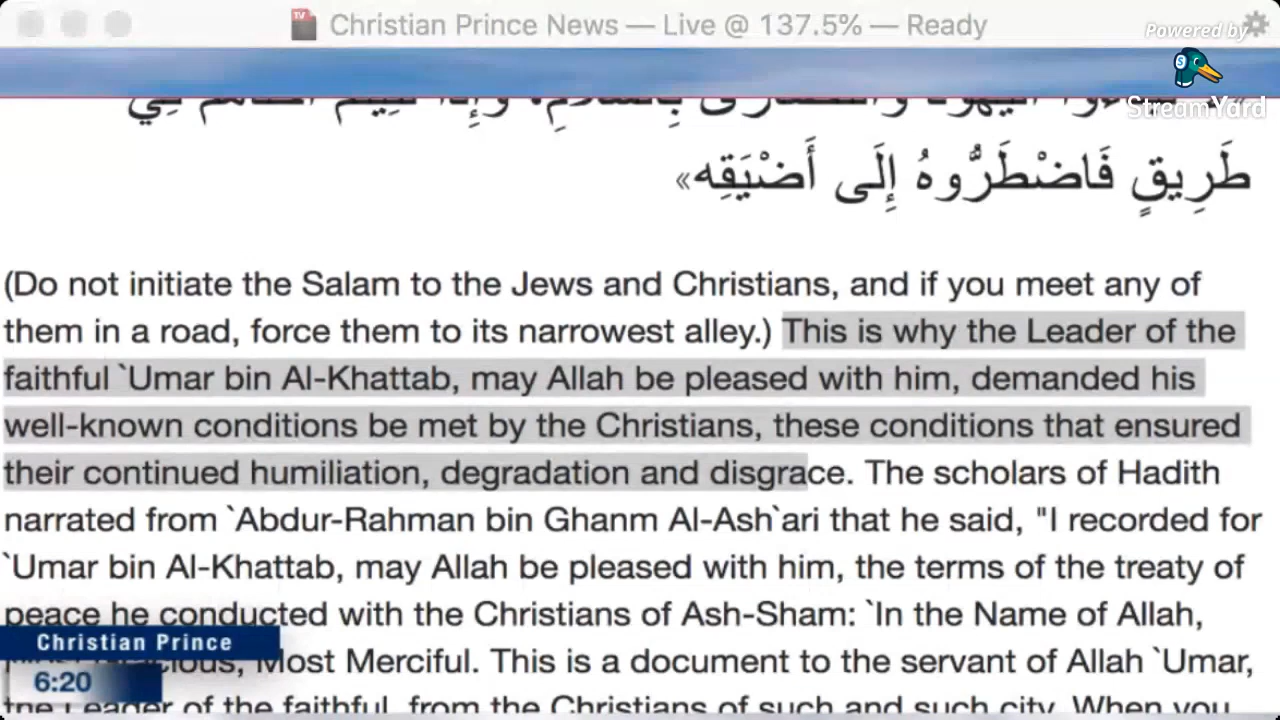 Christian Prince News — Live @ 137.5% — Ready
Powered by
StreamYard
طَرِيقٍ فَاضْطَرُّوهُ إِلَى أَضْيَقِه»
(Do not initiate the Salam to the Jews and Christians, and if you meet any of
them in a road, force them to its narrowest alley.) This is why the Leader of the
faithful `Umar bin Al-Khattab, may Allah be pleased with him, demanded his
well-known conditions be met by the Christians, these conditions that ensured
their continued humiliation, degradation and disgrace. The scholars of Hadith
narrated from `Abdur-Rahman bin Ghanm Al-Ash`ari that he said, "I recorded for
`Umar bin Al-Khattab, may Allah be pleased with him, the terms of the treaty of
peace he conducted with the Christians of Ash-Sham: `In the Name of Allah,
Christian Prince
Most Merciful. This is a document to the servant of Allah `Umar,
6:20
the Leader of the faithful, from the Christians of such and such city. When you